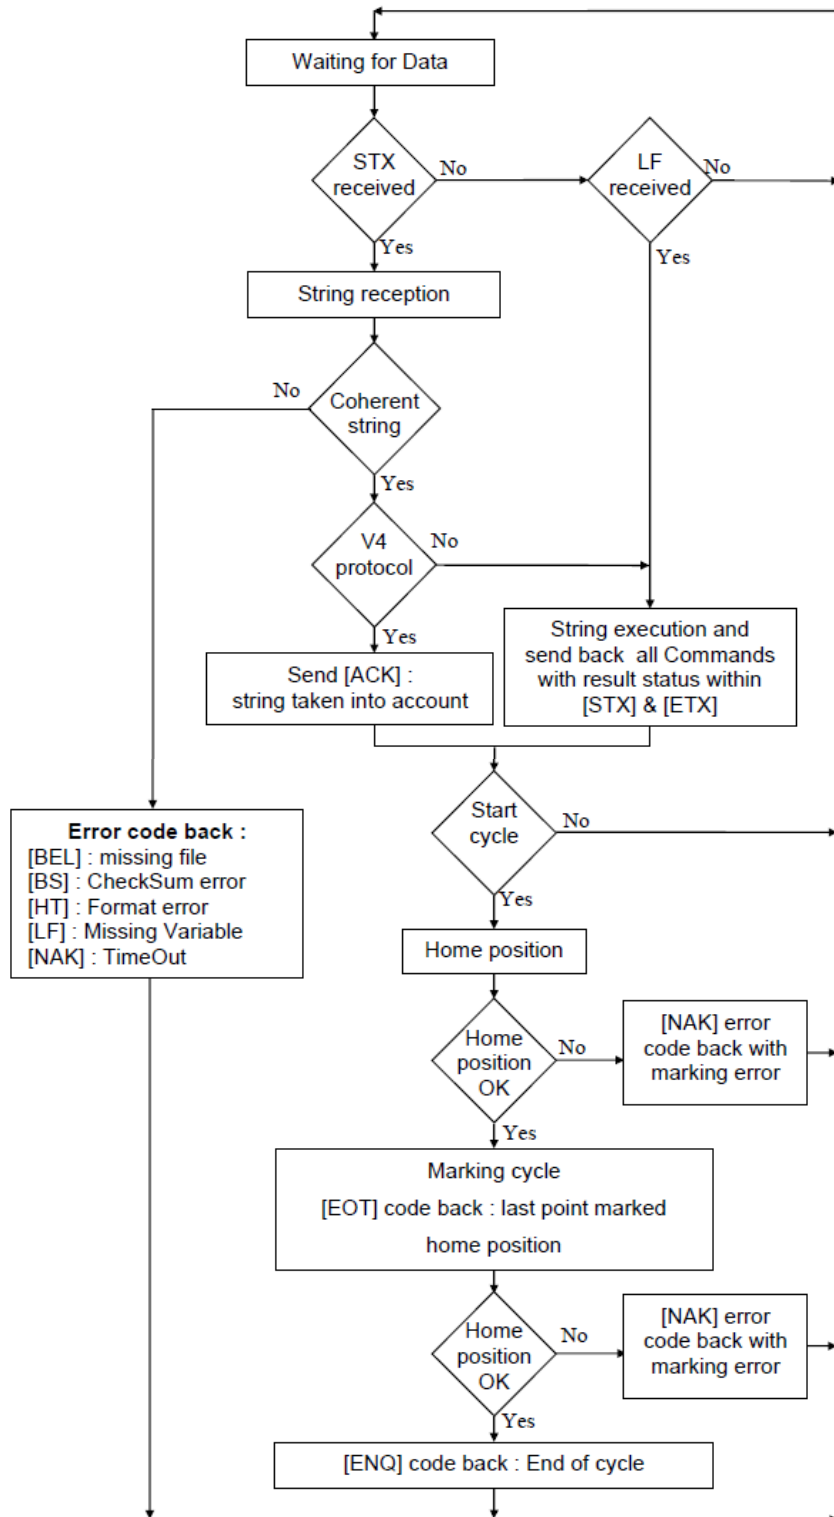 Waiting for Data
STX
received
No
LF
received
No
Yes
Yes
String reception
No
Coherent
string
Yes
V4
protocol
No
Yes
Send [ACK] :
string taken into account
String execution and
send back all Commands
with result status within
[STX] & [ETX]
Start
cycle
No
Yes
Error code back :
[BEL] : missing file
[BS] : CheckSum error
[HT] : Format error
[LF] : Missing Variable
[NAK] : TimeOut
Home position
Home
position
OK
No
[NAK] error
code back with
marking error
Yes
Marking cycle
[EOT] code back : last point marked
home position
Home
position
OK
No
[NAK] error
code back with
marking error
Yes
[ENQ] code back : End of cycle